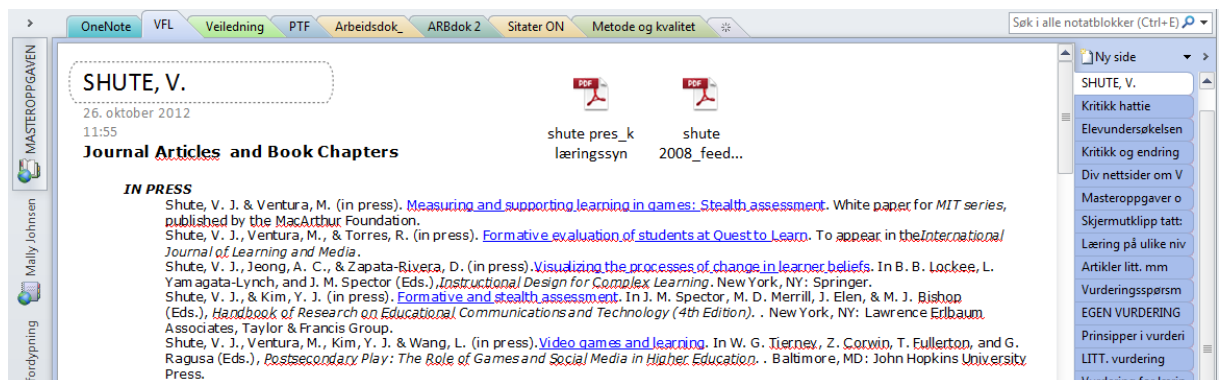 OneNote VFL Veiledning PTF Arbeidsdok_ ARBdok 2 Sitater ON Metode og kvalitet
Søk i alle notatblokker (Ctrl+E)
MASTEROPPGAVEN
Mally Johnsen
fordypning
SHUTE, V.
26. oktober 2012
11:55
PDF
shute pres_k
læringssyn
PDF
shute
2008_feed...
Journal Articles and Book Chapters
IN PRESS
Shute, V. J. & Ventura, M. (in press). Measuring and supporting learning in games: Stealth assessment. White paper for MIT series,
published by the MacArthur Foundation.
Shute, V. J., Ventura, M., & Torres, R. (in press). Formative evaluation of students at Quest to Learn. To appear in theInternational
Journal of Learning and Media.
Shute, V. J., Jeong, A. C., & Zapata-Rivera, D. (in press).Visualizing the processes of change in learner beliefs. In B. B. Lockee, L.
Yamagata-Lynch, and J. M. Spector (Eds.),Instructional Design for Complex Learning. New York, NY: Springer.
Shute, V. J., & Kim, Y. J. (in press). Formative and stealth assessment. In J. M. Spector, M. D. Merrill, J. Elen, & M. J. Bishop
(Eds.), Handbook of Research on Educational Communications and Technology (4th Edition). . New York, NY: Lawrence Erlbaum
Associates, Taylor & Francis Group.
Shute, V. J., Ventura, M., Kim, Y. J. & Wang, L. (in press).Video games and learning. In W. G. Tierney, Z. Corwin, T. Fullerton, and G.
Ragusa (Eds.), Postsecondary Play: The Role of Games and Social Media in Higher Education. . Baltimore, MD: John Hopkins University
Press.
Ny side
SHUTE, V.
Kritikk hattie
Elevundersøkelsen
Kritikk og endring
Div nettsider om V
Masteroppgaver o
Skjermutklipp tatt:
Læring på ulike niv
Artikler litt. mm
Vurderingsspørsm
EGEN VURDERING
Prinsipper i vurderi
LITT. vurdering